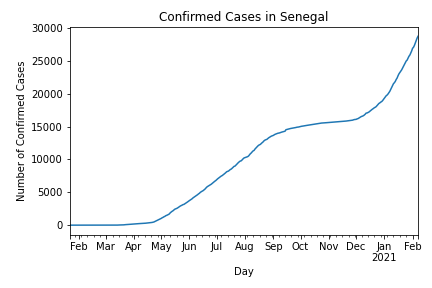 Confirmed Cases in Senegal
Number of Confirmed Cases
30000
25000
20000
15000
10000
5000
0
Feb Mar Apr May Jun Jul Aug Sep Oct Nov Dec Jan Feb
2021
Day